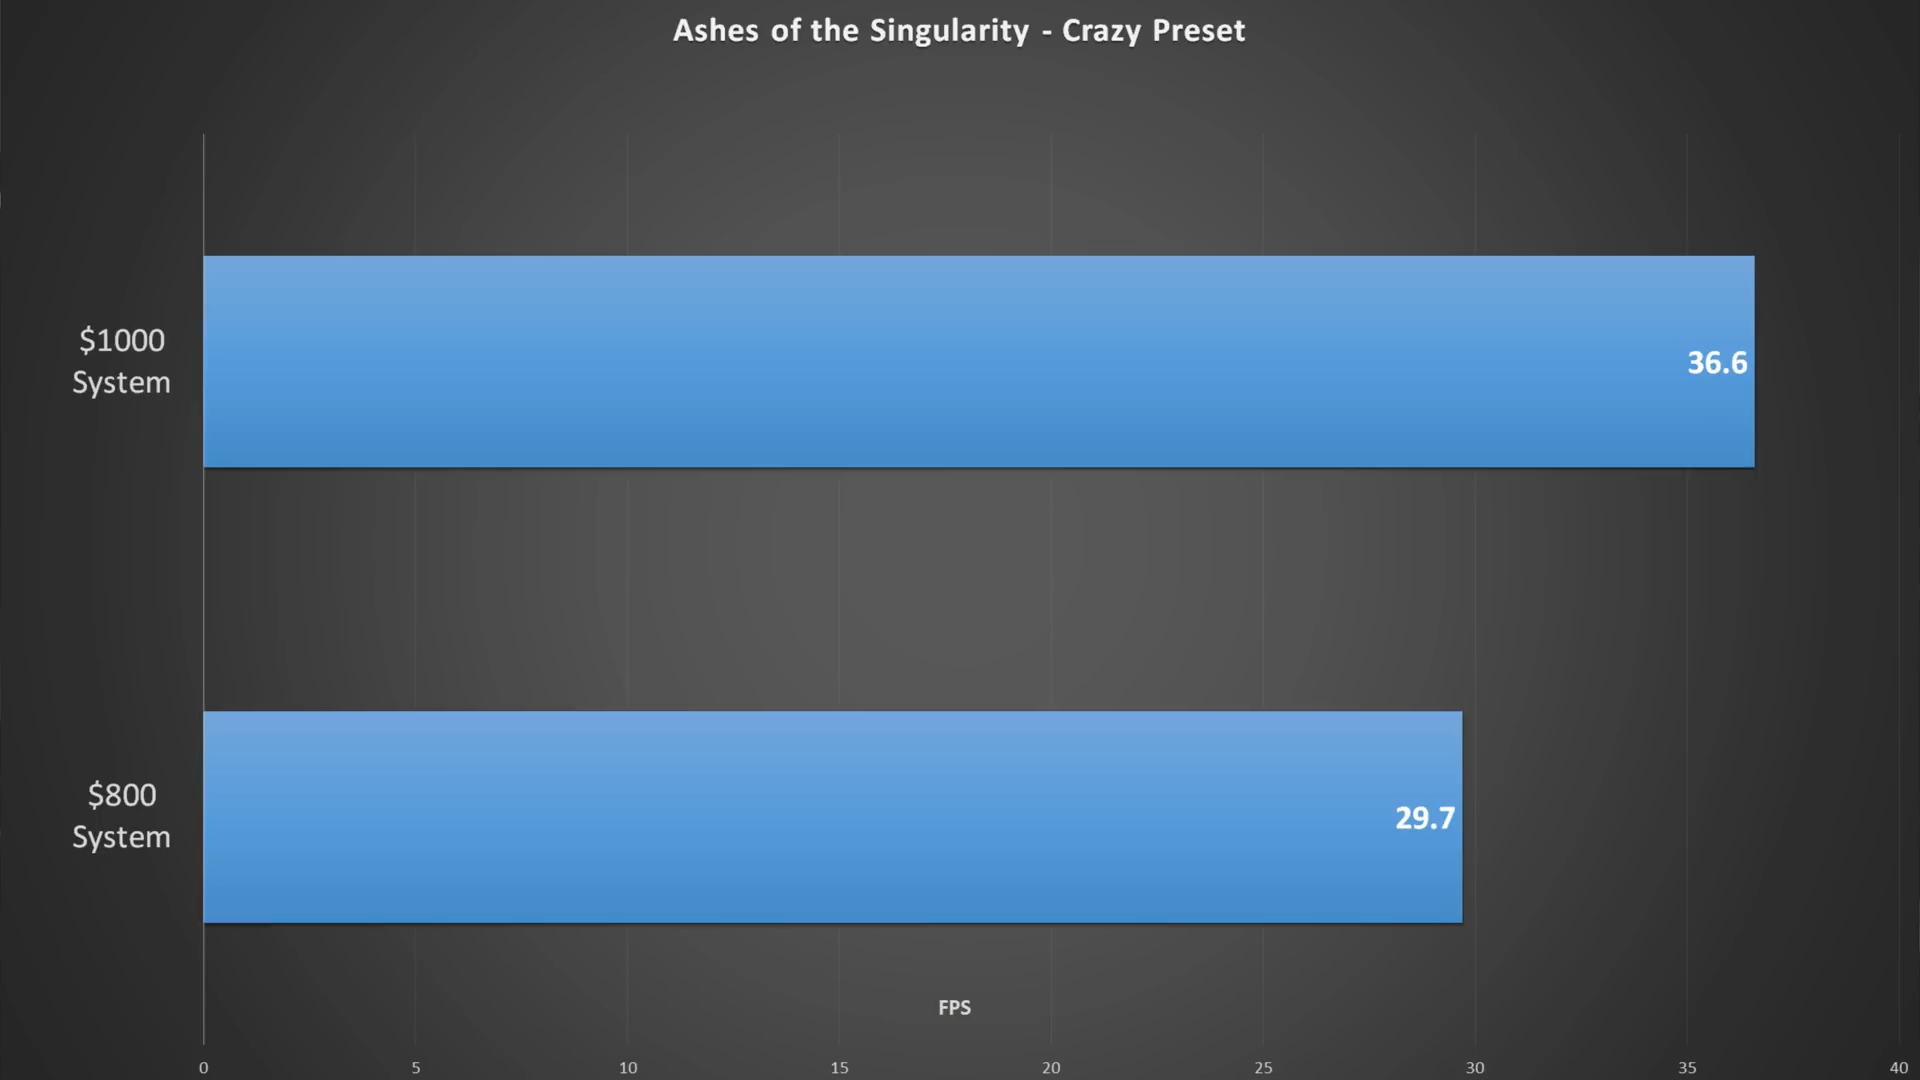 Ashes of the Singularity - Crazy Preset
$1000
System
36.6
$800
System
29.7
FPS
0 5 10 15 20 25 30 35 40